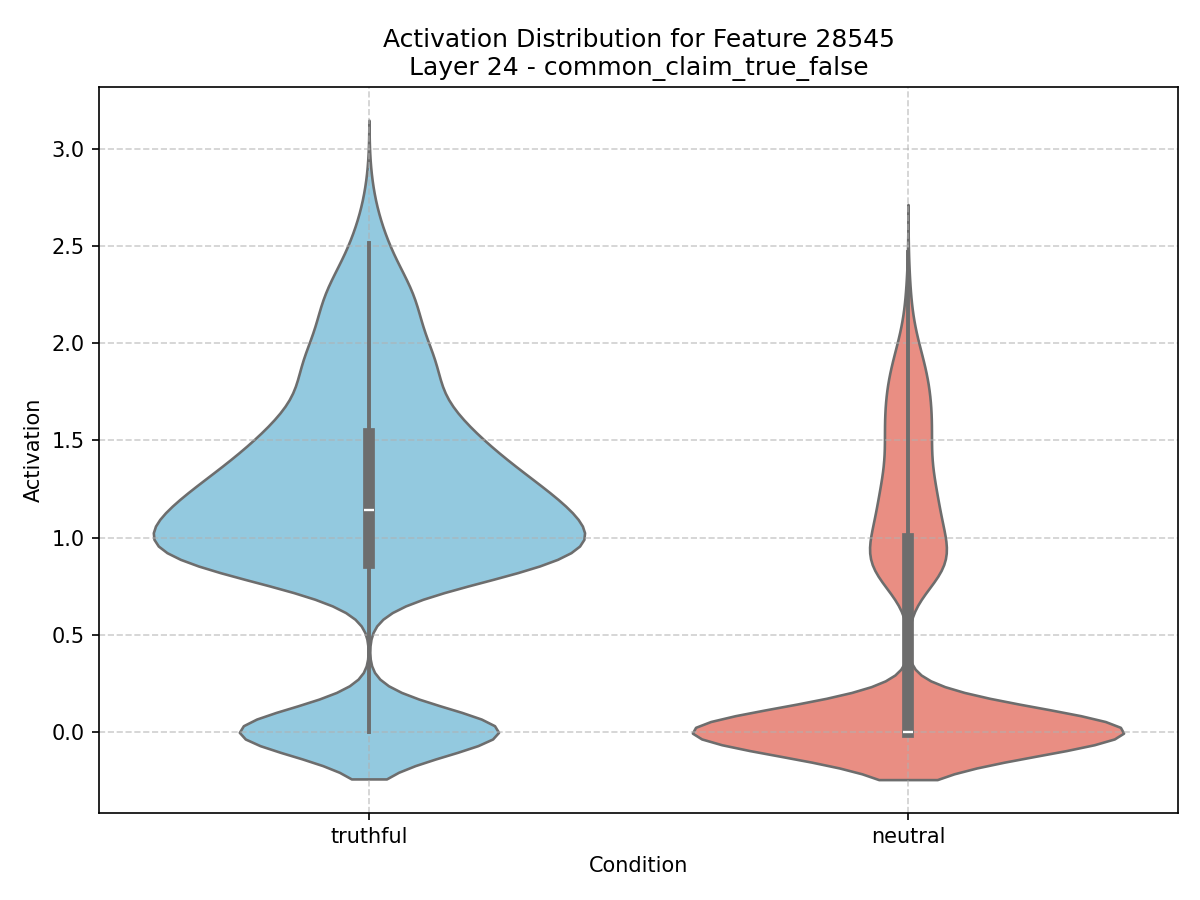 Activation Distribution for Feature 28545
Layer 24 - common_claim_true_false
3.0
2.5
2.0
1.5
1.0
0.5
0.0
Activation
truthful
neutral
Condition